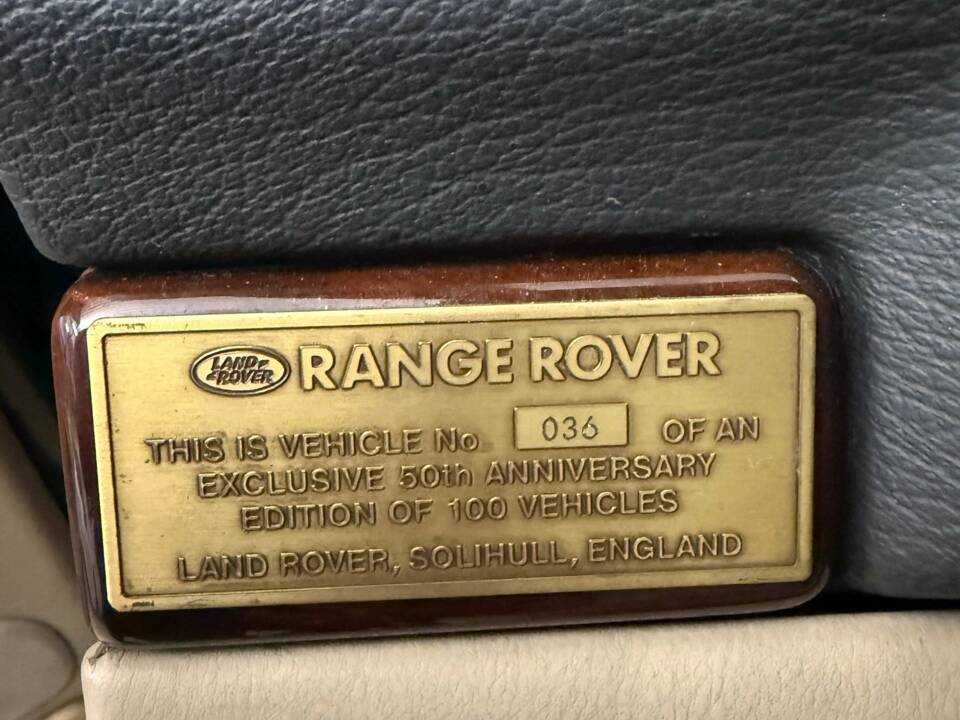 LAND ROVER RANGE ROVER
THIS IS VEHICLE No 036 OF AN
EXCLUSIVE 50th ANNIVERSARY
EDITION OF 100 VEHICLES
LAND ROVER, SOLIHULL, ENGLAND